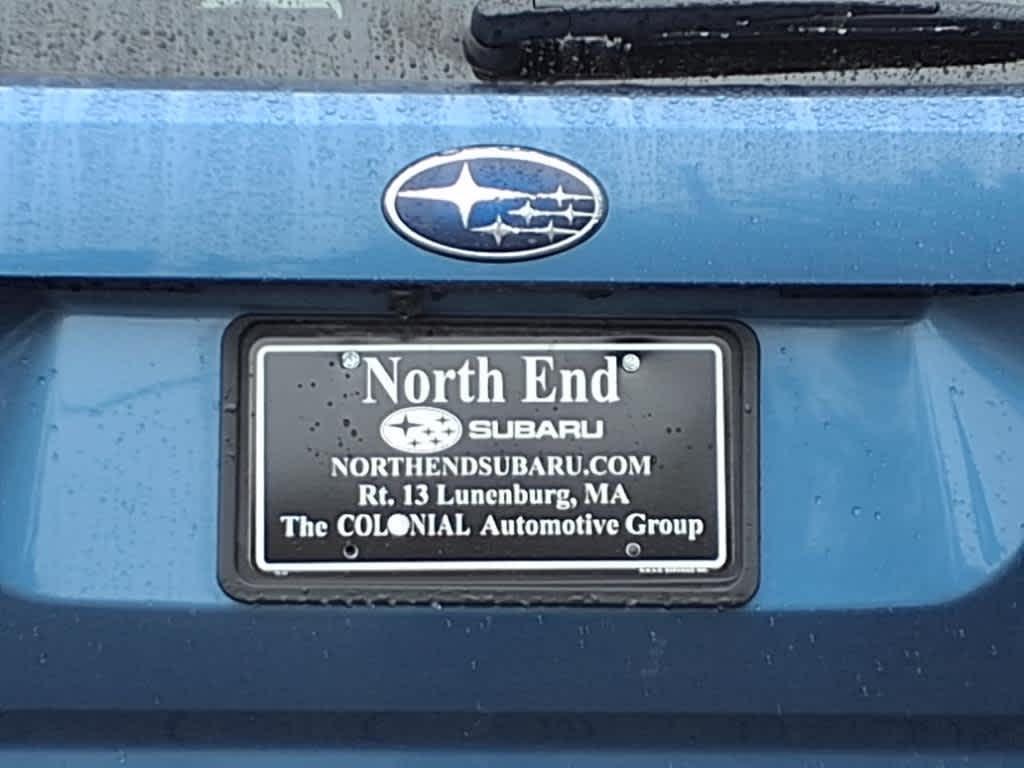 North End
SUBARU
NORTHENDSUBARU.COM
Rt. 13 Lunenburg, MA
The COLONIAL Automotive Group